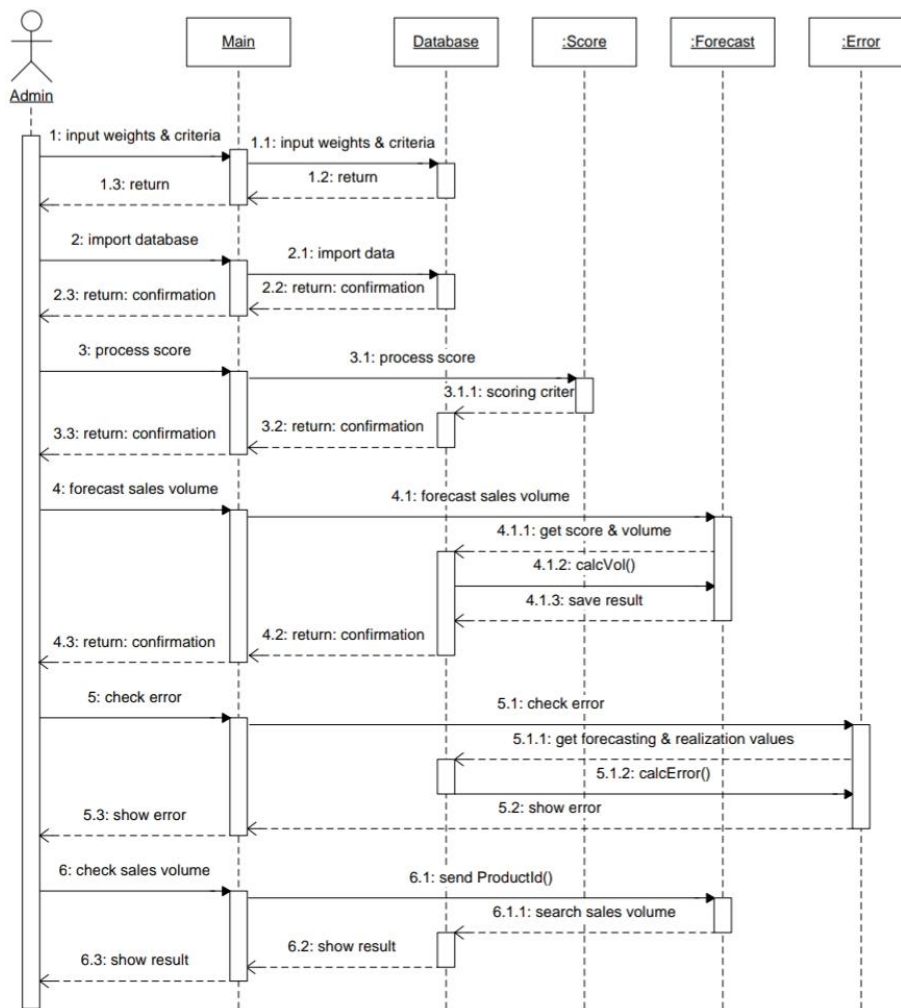 Main
Database
:Score
:Forecast
:Error
Admin
1: input weights & criteria
1.1: input weights & criteria
1.2: return
1.3: return
2: import database
2.1: import data
2.2: return: confirmation
2.3: return: confirmation
3: process score
3.1: process score
3.1.1: scoring criter
3.2: return: confirmation
3.3: return: confirmation
4: forecast sales volume
4.1: forecast sales volume
4.1.1: get score & volume
4.1.2: calcVol()
4.1.3: save result
4.2: return: confirmation
4.3: return: confirmation
5: check error
5.1: check error
5.1.1: get forecasting & realization values
5.1.2: calcError()
5.2: show error
5.3: show error
6: check sales volume
6.1: send ProductId()
6.1.1: search sales volume
6.2: show result
6.3: show result